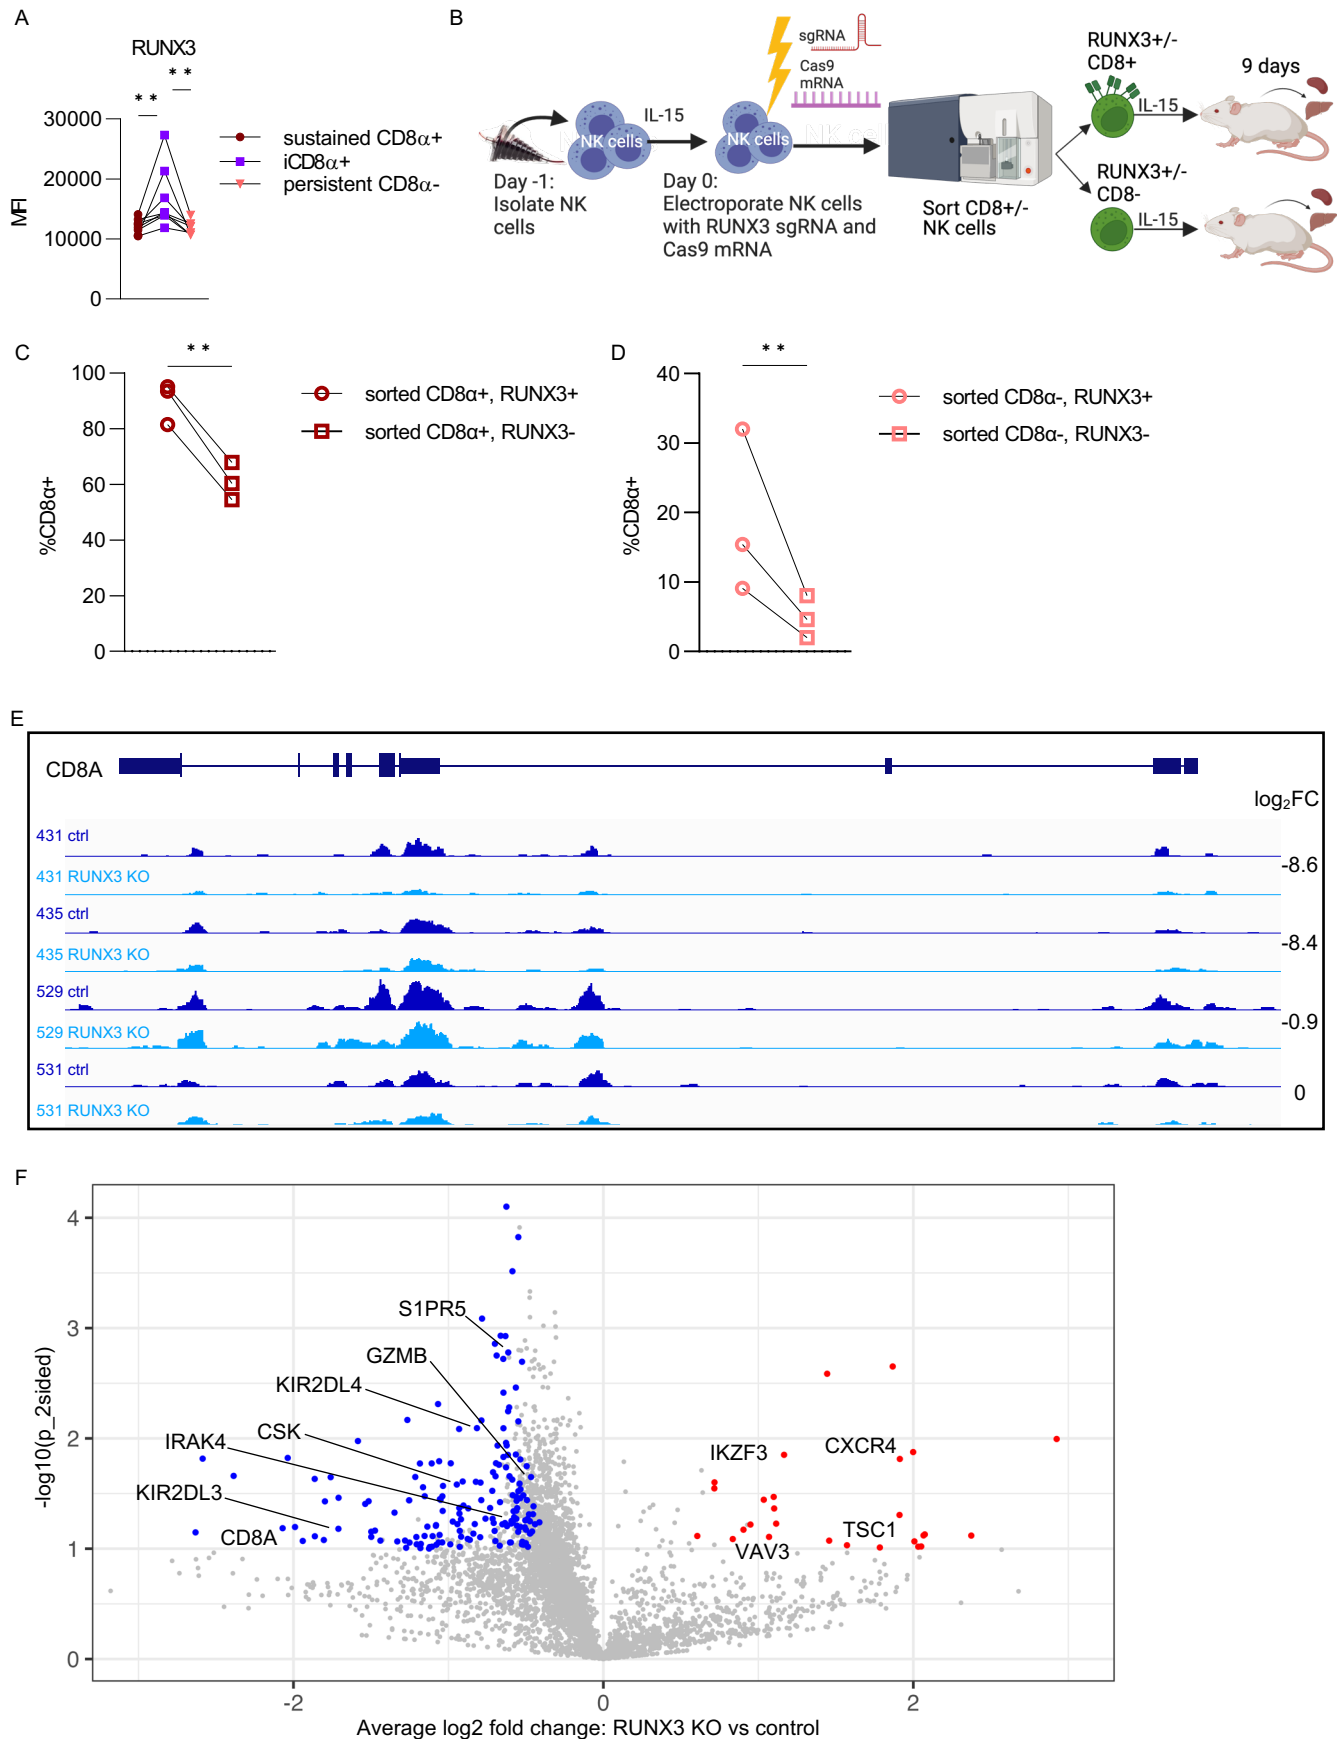 A
RUNX3
* *
* *
30000
20000
10000
0
MFI
sustained CD8α+
iCD8α+
persistent CD8α-
B
NK cells
IL-15
NK cells
sgRNA
Cas9
mRNA
Day -1:
Isolate NK
cells
Day 0:
Electroporate NK cells
with RUNX3 sgRNA and
Cas9 mRNA
Sort CD8+/-
NK cells
RUNX3+/-
CD8+
IL-15
9 days
RUNX3+/-
CD8-
IL-15
C
* *
100
80
60
40
20
0
%CD8α+
sorted CD8α+, RUNX3+
sorted CD8α+, RUNX3-
D
* *
40
30
20
10
0
%CD8α+
sorted CD8α-, RUNX3+
sorted CD8α-, RUNX3-
E
CD8A
log2FC
431 ctrl
-8.6
431 RUNX3 KO
435 ctrl
-8.4
435 RUNX3 KO
529 ctrl
-0.9
529 RUNX3 KO
531 ctrl
0
531 RUNX3 KO
F
4
3
2
1
0
-log10(p_2sided)
S1PR5
GZMB
KIR2DL4
CSK
IRAK4
KIR2DL3
CD8A
IKZF3
CXCR4
TSC1
VAV3
-2
0
2
Average log2 fold change: RUNX3 KO vs control